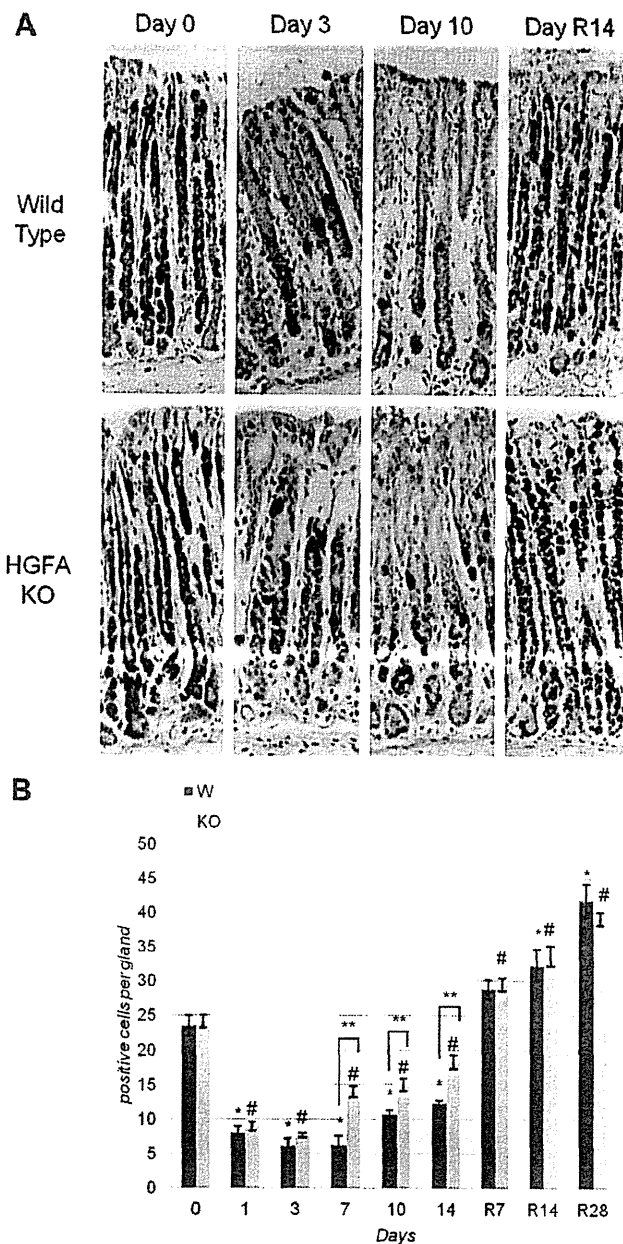 A
Day 0 Day 3 Day 10 Day R14
Wild
Type
HGFA
KO
B
W
KO
positive cells per gland
50
45
40
35
30
25
20
15
10
5
0
* # * # * ** # * ** # * ** # # * # * #
0 1 3 7 10 14 R7 R14 R28
Days